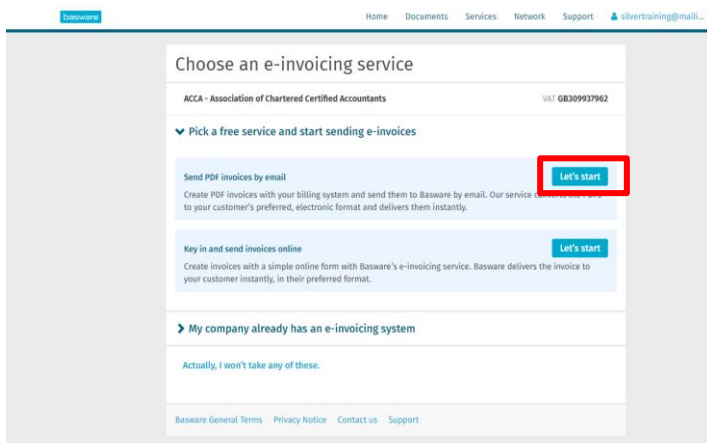 basware
Home Documents Services Network Support silvertraining@maili...
Choose an e-invoicing service
ACCA - Association of Chartered Certified Accountants VAT GB309937962
Pick a free service and start sending e-invoices
Send PDF invoices by email Let's start
Create PDF invoices with your billing system and send them to Basware by email. Our service the
to your customer's preferred, electronic format and delivers them instantly.
Key in and send invoices online Let's start
Create invoices with a simple online form with Basware's e-invoicing service. Basware delivers the invoice to
your customer instantly, in their preferred format.
My company already has an e-invoicing system
Actually, I won't take any of these.
Basware General Terms Privacy Notice Contact us Support